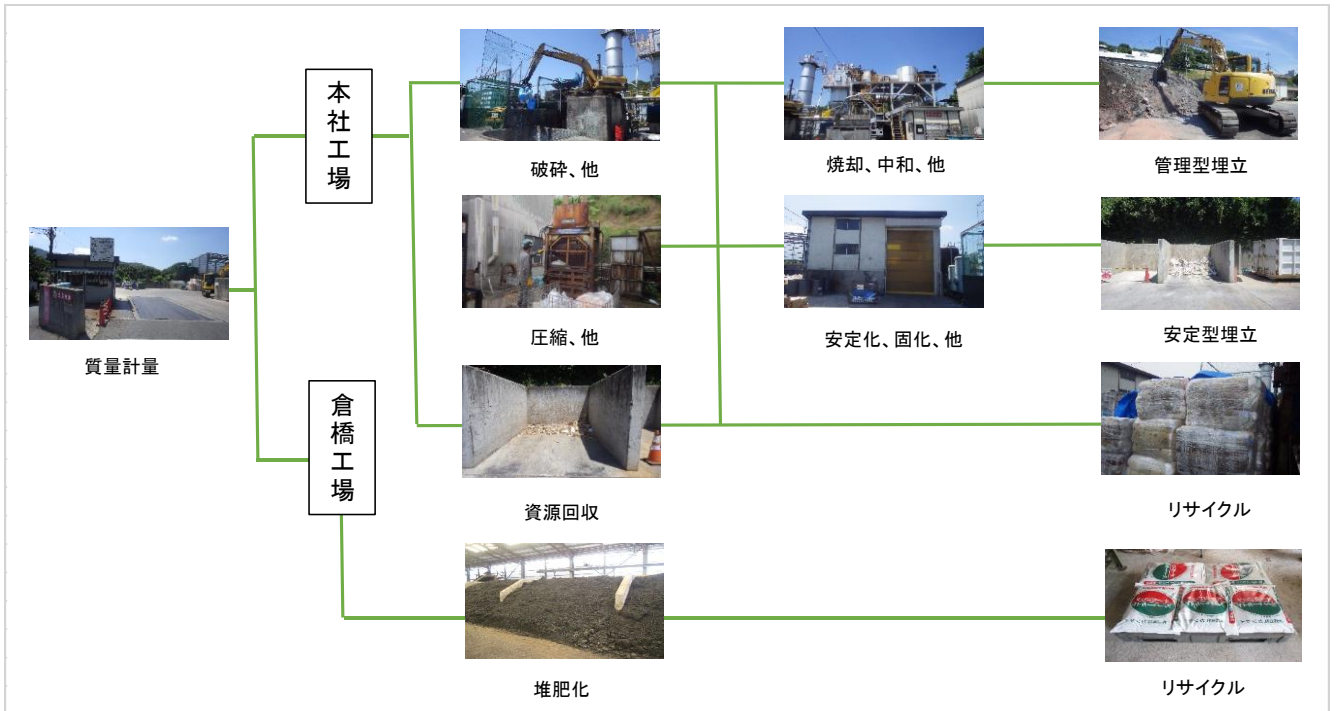 本社工場
破砕、他
焼却、中和、他
管理型埋立
圧縮、他
安定化、固化、他
安定型埋立
質量計量
倉橋工場
資源回収
リサイクル
堆肥化
リサイクル